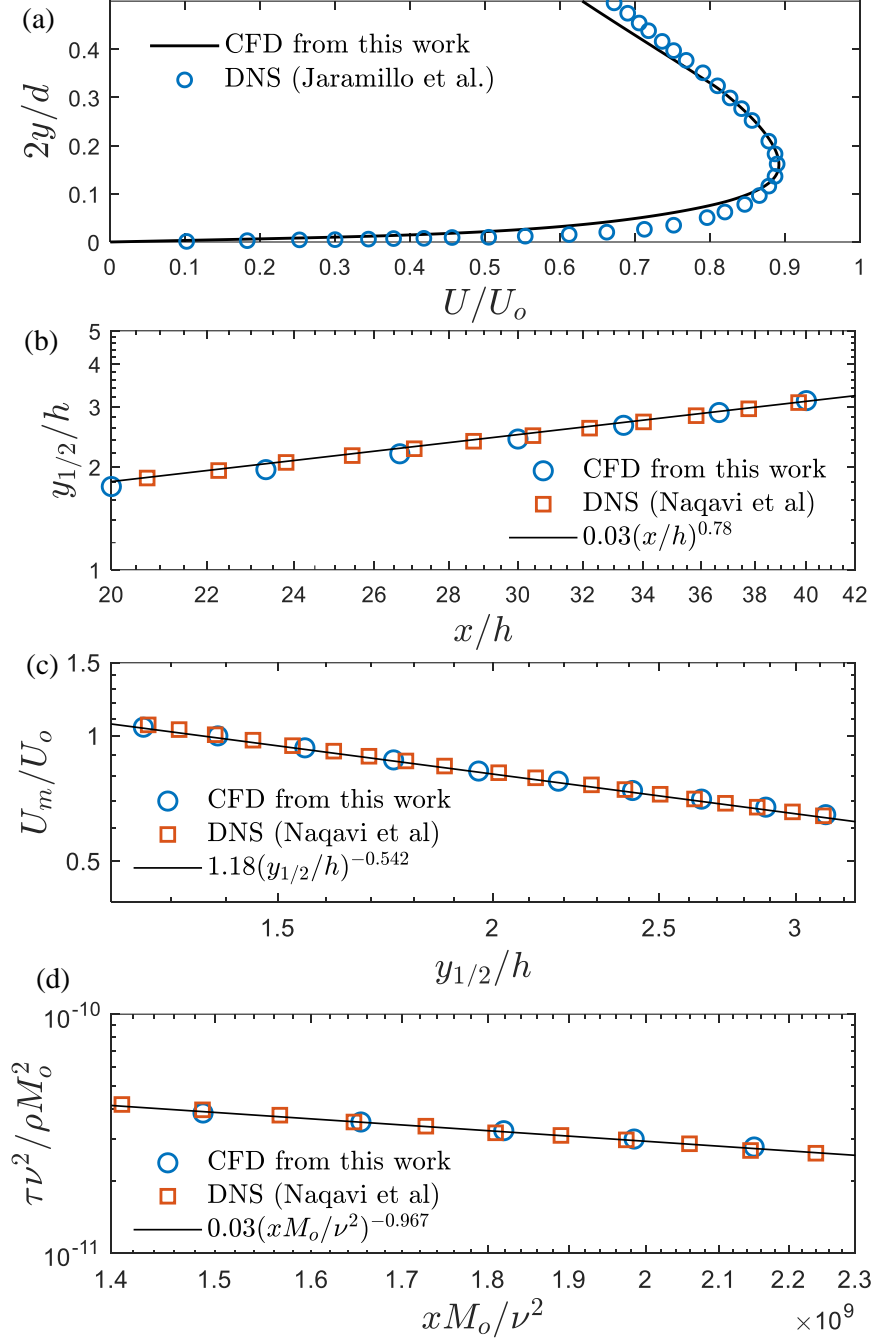 (a)
CFD from this work
DNS (Jaramillo et al.)
2y/d
0.4
0.3
0.2
0.1
0
0 0.1 0.2 0.3 0.4 0.5 0.6 0.7 0.8 0.9 1
U/U_o
(b)
y_{1/2}/h
5
4
3
2
1
CFD from this work
DNS (Naqavi et al)
0.03(x/h)^{0.78}
20 22 24 26 28 30 32 34 36 38 40 42
x/h
(c)
U_m/U_o
1.5
1
0.5
CFD from this work
DNS (Naqavi et al)
1.18(y_{1/2}/h)^{-0.542}
1.5 2 2.5 3
y_{1/2}/h
(d)
τν^2/ρM_o^2
10^{-10}
10^{-11}
CFD from this work
DNS (Naqavi et al)
0.03(xM_o/ν^2)^{-0.967}
1.4 1.5 1.6 1.7 1.8 1.9 2 2.1 2.2 2.3
xM_o/ν^2
×10^9